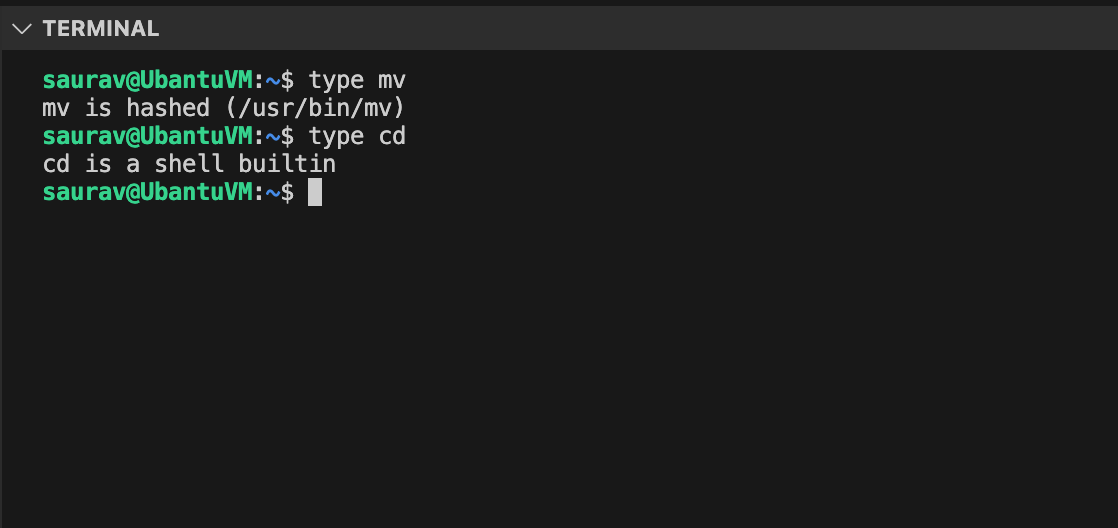 TERMINAL
saurav@UbantuVM:~$ type mv
mv is hashed (/usr/bin/mv)
saurav@UbantuVM:~$ type cd
cd is a shell builtin
saurav@UbantuVM:~$